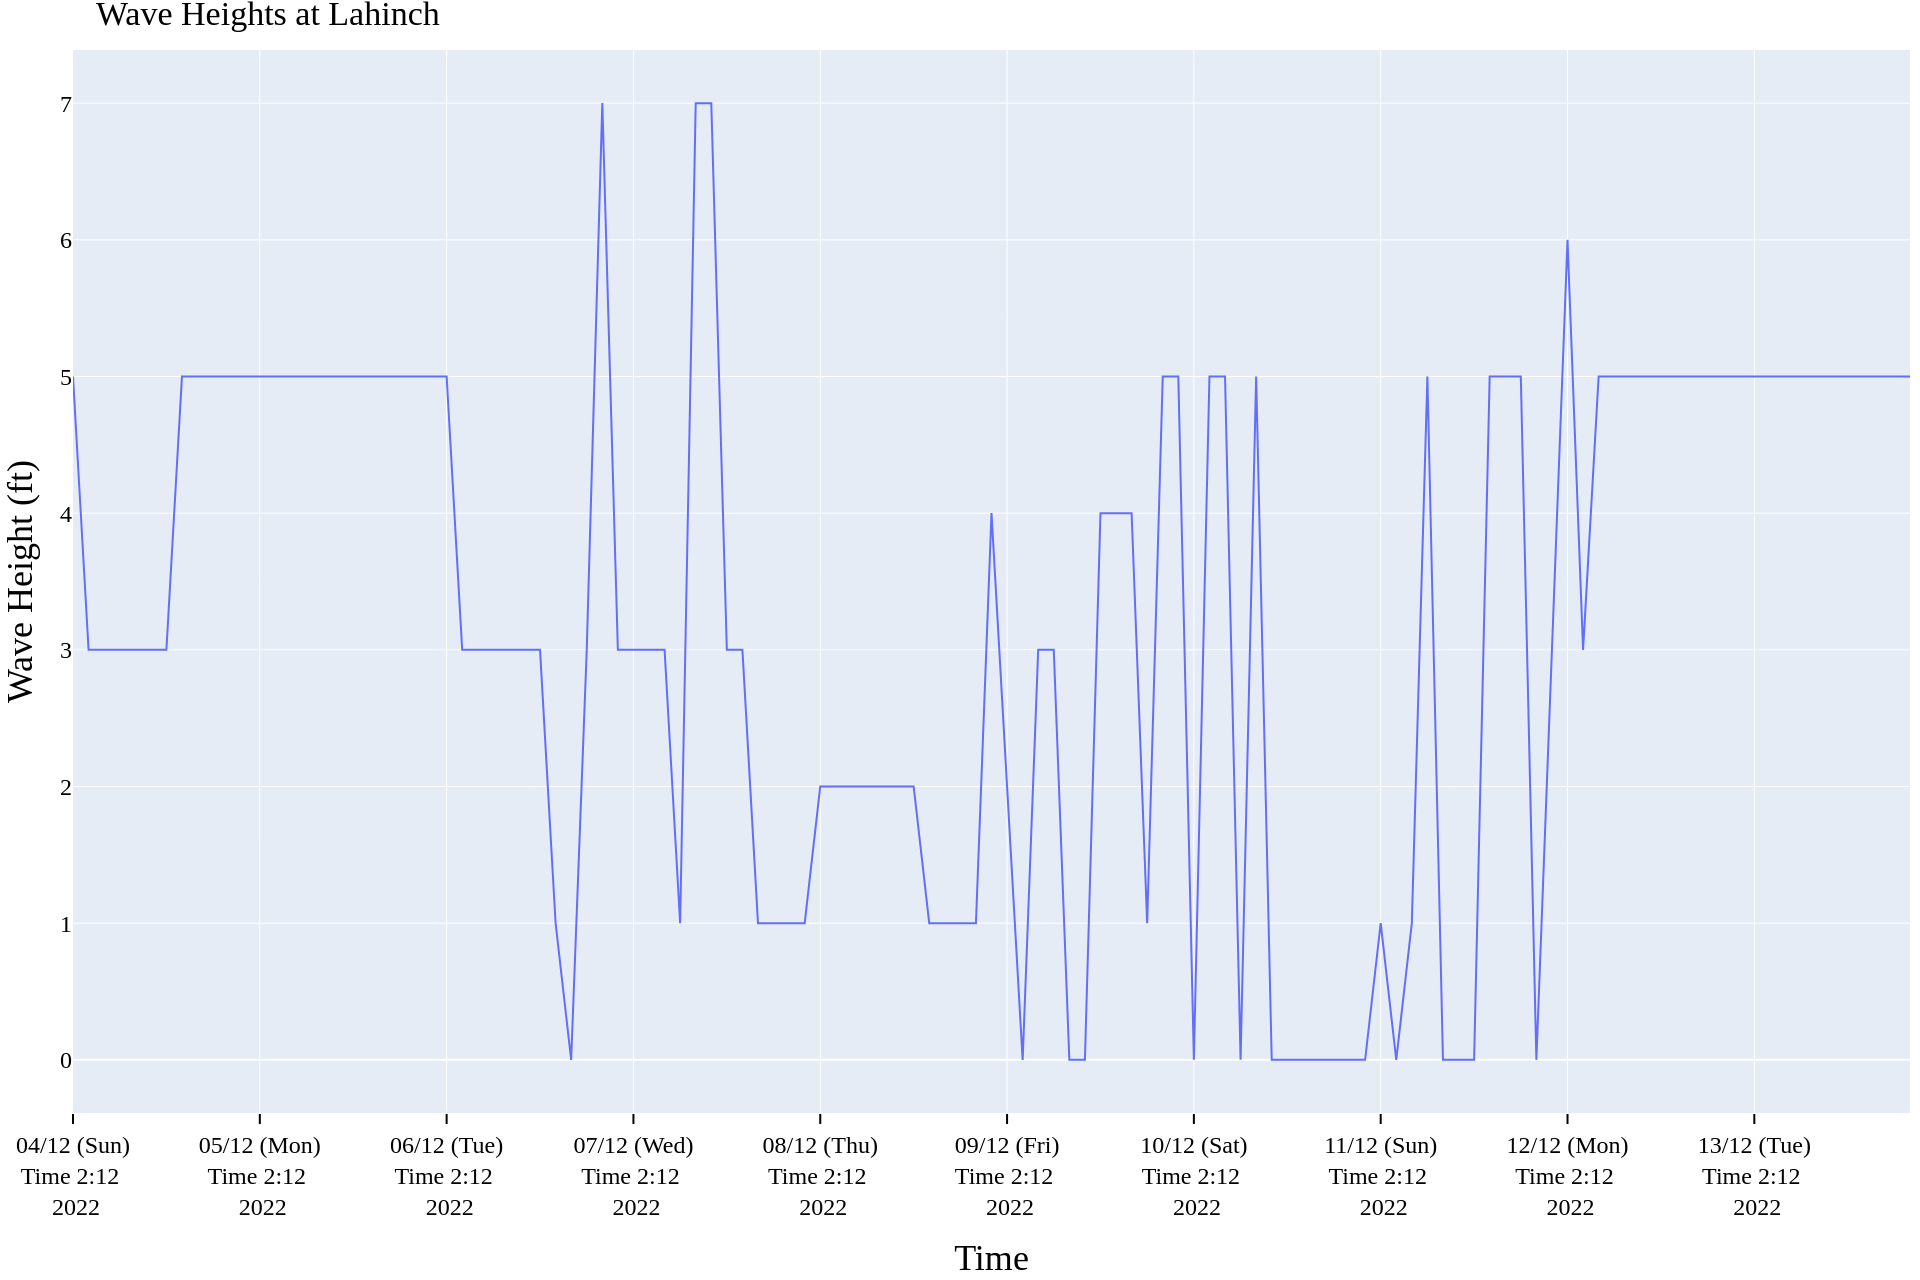 Wave Heights at Lahinch
Wave Height (ft)
7
6
5
4
3
2
1
0
04/12 (Sun)
Time 2:12
2022
05/12 (Mon)
Time 2:12
2022
06/12 (Tue)
Time 2:12
2022
07/12 (Wed)
Time 2:12
2022
08/12 (Thu)
Time 2:12
2022
09/12 (Fri)
Time 2:12
2022
10/12 (Sat)
Time 2:12
2022
11/12 (Sun)
Time 2:12
2022
12/12 (Mon)
Time 2:12
2022
13/12 (Tue)
Time 2:12
2022
Time